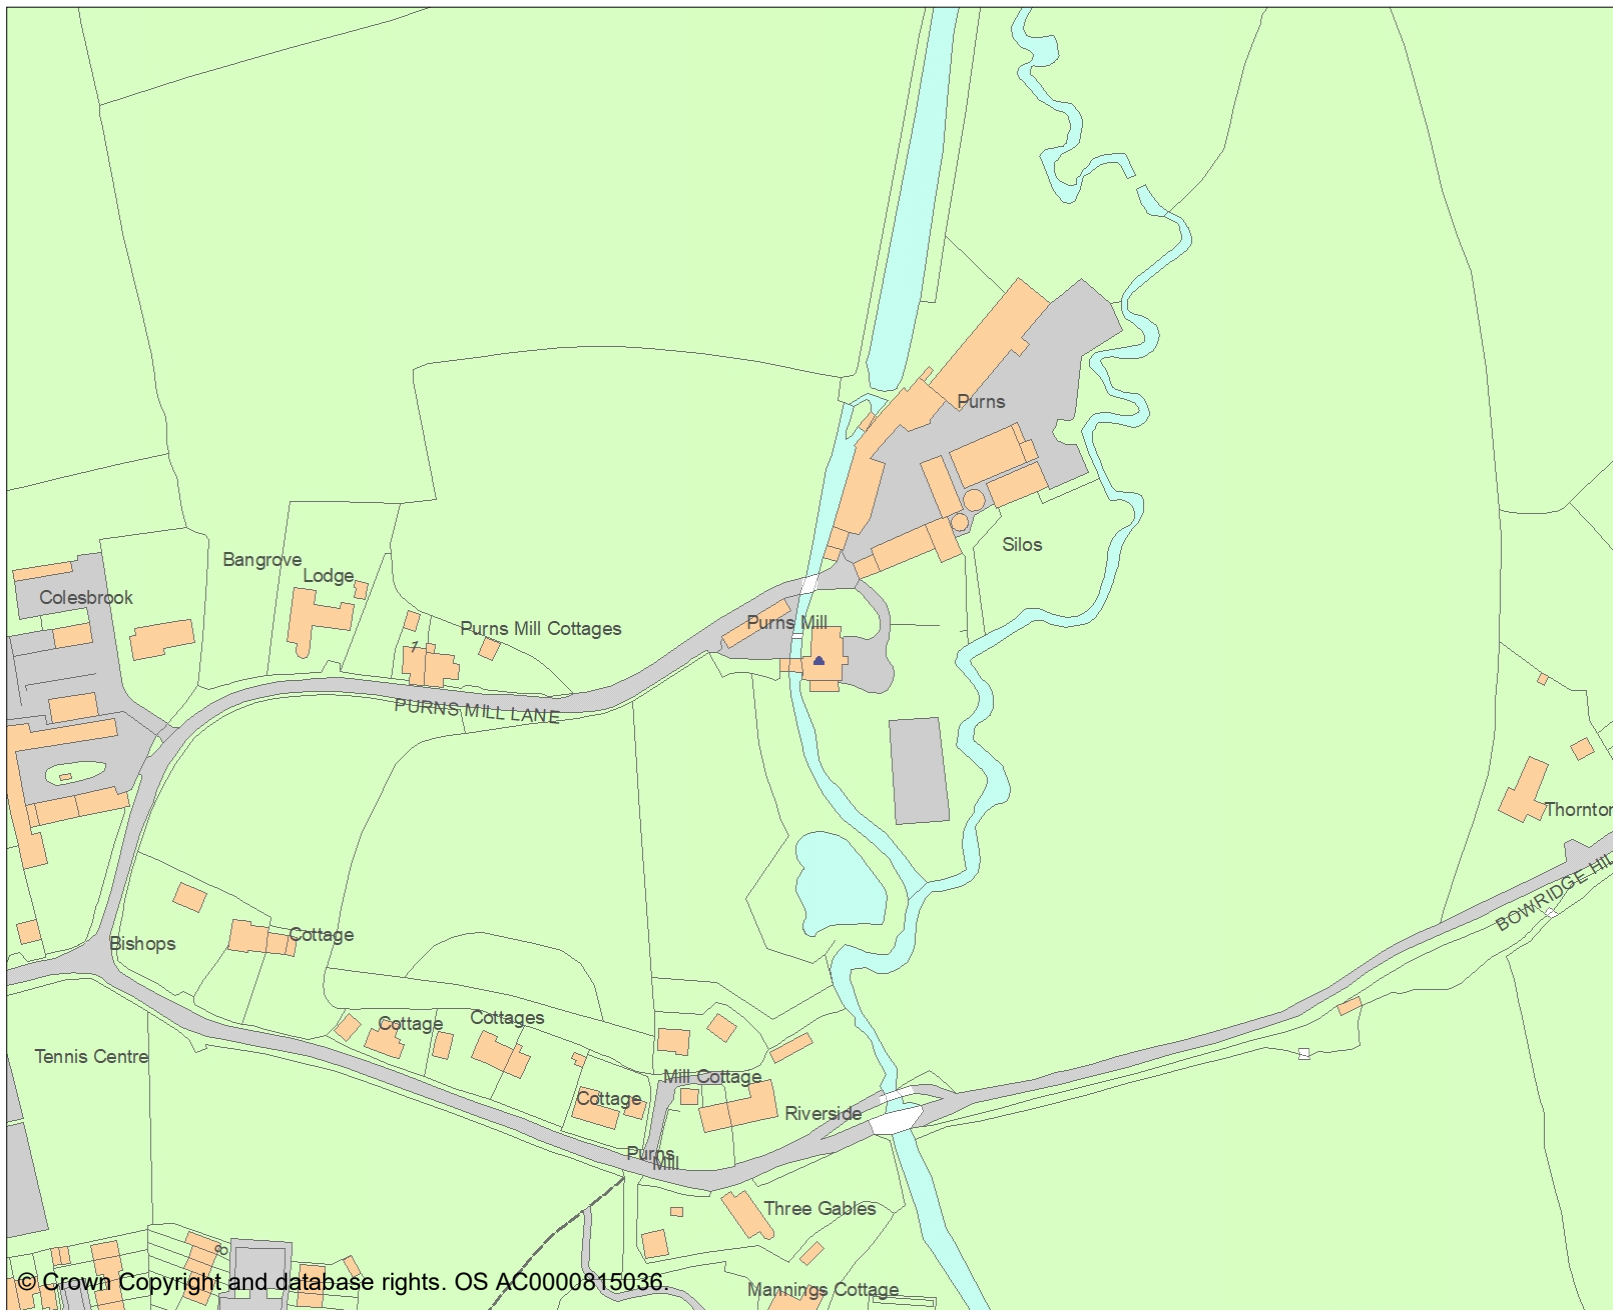 Purns
Silos
Bangrove
Lodge
Colesbrook
Purns Mill
Purns Mill Cottages
1
PURNS MILL LANE
Thornton
BOWRIDGE HIL
Bishops
Cottage
Cottage
Cottages
Tennis Centre
Mill Cottage
Cottage
Riverside
Purns
Mill
Three Gables
8
Mannings Cottage
© Crown Copyright and database rights. OS AC0000815036.